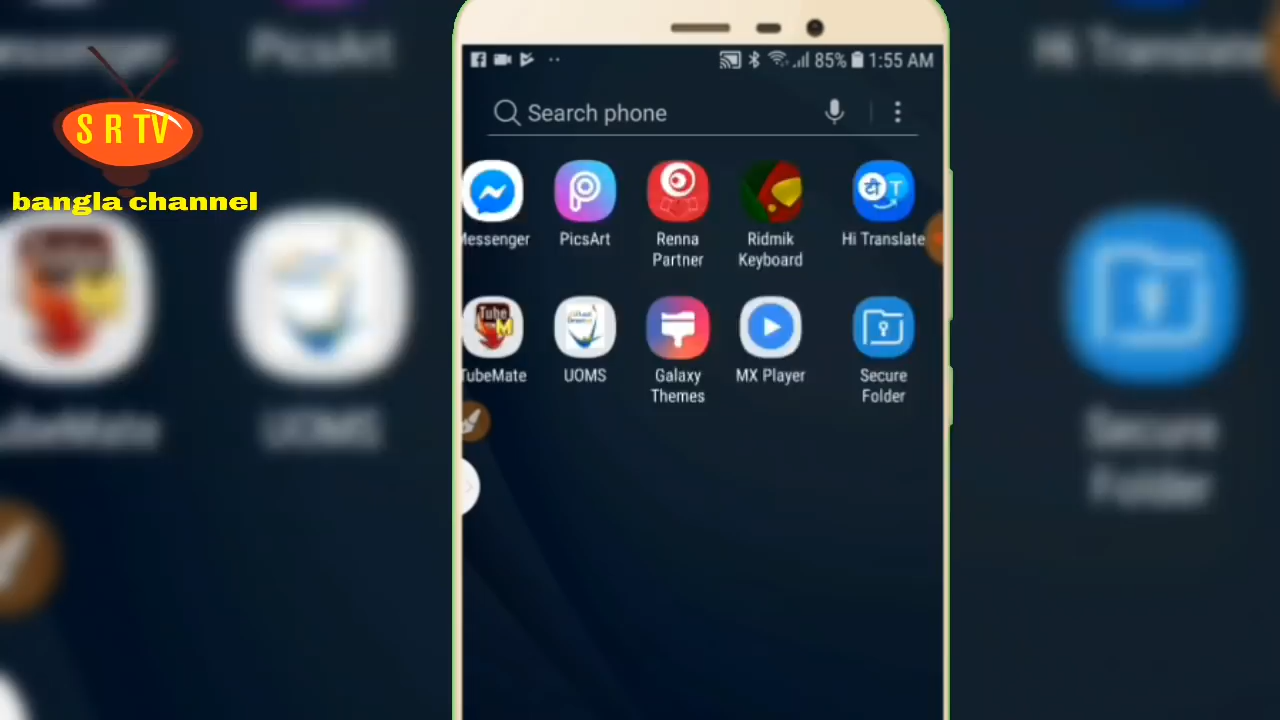 S R TV
bangla channel
85% 1:55 AM
Search phone
Messenger PicsArt Renna Partner Ridmik Keyboard Hi Translate
TubeMate UOMS Galaxy Themes MX Player Secure Folder